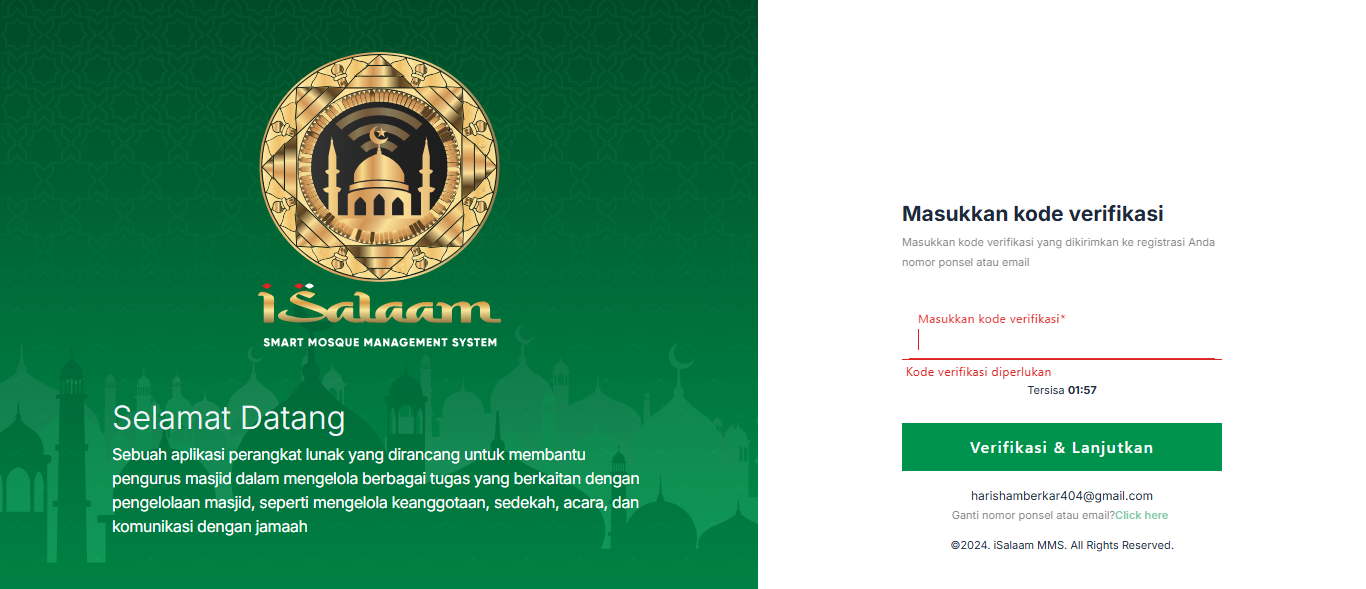 iSalaam
SMART MOSQUE MANAGEMENT SYSTEM
Selamat Datang
Sebuah aplikasi perangkat lunak yang dirancang untuk membantu
pengurus masjid dalam mengelola berbagai tugas yang berkaitan dengan
pengelolaan masjid, seperti mengelola keanggotaan, sedekah, acara, dan
komunikasi dengan jamaah
Masukkan kode verifikasi
Masukkan kode verifikasi yang dikirimkan ke registrasi Anda
nomor ponsel atau email
Masukkan kode verifikasi*
Kode verifikasi diperlukan
Tersisa 01:57
Verifikasi & Lanjutkan
harishamberkar404@gmail.com
Ganti nomor ponsel atau email?Click here
©2024. iSalaam MMS. All Rights Reserved.